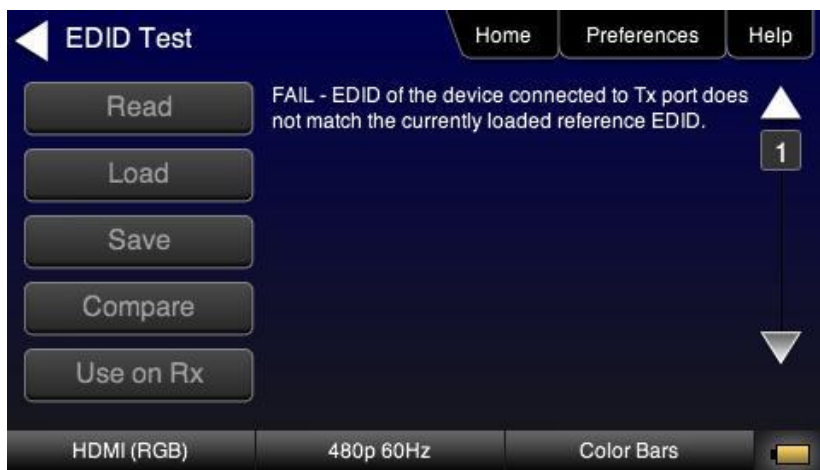 EDID Test
Home
Preferences
Help
Read
Load
Save
Compare
Use on Rx
FAIL - EDID of the device connected to Tx port does
not match the currently loaded reference EDID.
1
HDMI (RGB)
480p 60Hz
Color Bars